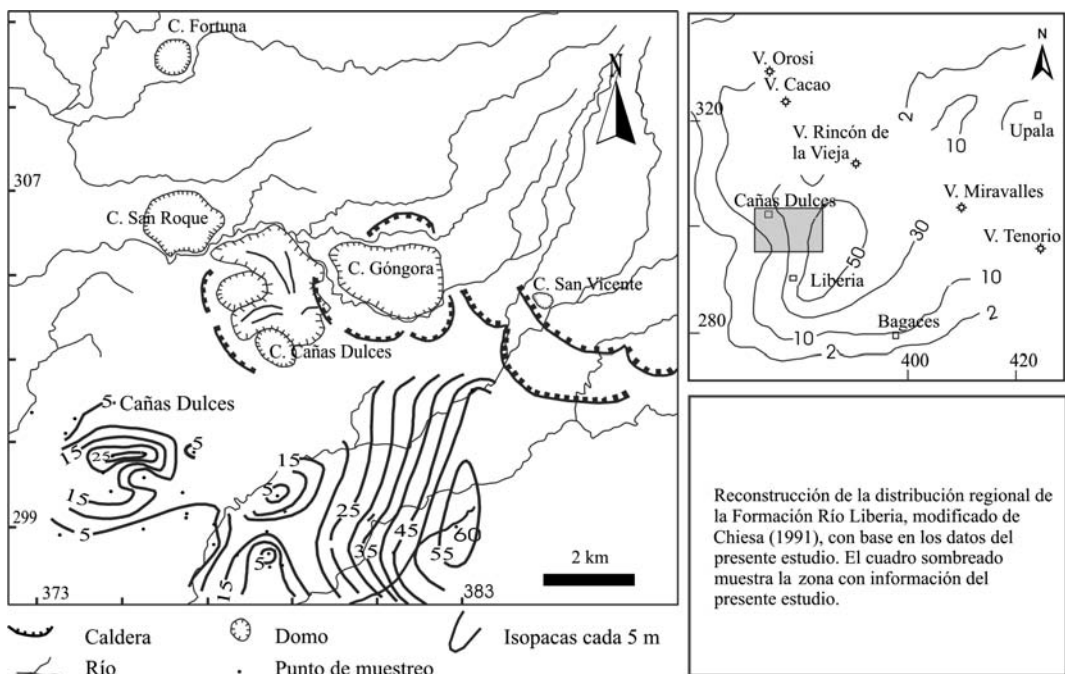 C. Fortuna
N
307
C. San Roque
C. Góngora
C. San Vicente
C. Cañas Dulces
Cañas Dulces
5
15
25
5
15
5
15
5
25
35
45
55
60
15
5
15
299
2 km
373
383
Caldera
Domo
Isopacas cada 5 m
Río
Punto de muestreo
N
V. Orosi
V. Cacao
320
2
10
Upala
V. Rincón de
la Vieja
Cañas Dulces
V. Miravalles
V. Tenorio
50
30
Liberia
10
280
Bagaces
2
10
2
400
420
Reconstrucción de la distribución regional de
la Formación Río Liberia, modificado de
Chiesa (1991), con base en los datos del
presente estudio. El cuadro sombreado
muestra la zona con información del
presente estudio.